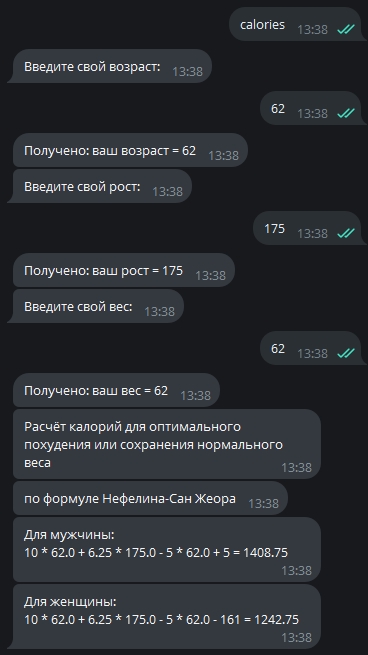 calories 13:38
Введите свой возраст: 13:38
62 13:38
Получено: ваш возраст = 62 13:38
Введите свой рост: 13:38
175 13:38
Получено: ваш рост = 175 13:38
Введите свой вес: 13:38
62 13:38
Получено: ваш вес = 62 13:38
Расчёт калорий для оптимального
похудения или сохранения нормального
веса
13:38
по формуле Нефелина-Сан Жеора 13:38
Для мужчины:
10 * 62.0 + 6.25 * 175.0 - 5 * 62.0 + 5 = 1408.75
13:38
Для женщины:
10 * 62.0 + 6.25 * 175.0 - 5 * 62.0 - 161 = 1242.75
13:38